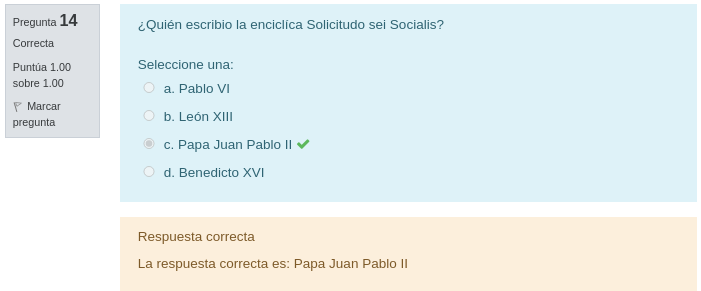 Pregunta 14
Correcta
Puntúa 1.00
sobre 1.00
Marcar
pregunta
¿Quién escribio la enciclíca Solicitudo sei Socialis?
Seleccione una:
a. Pablo VI
b. León XIII
c. Papa Juan Pablo II
d. Benedicto XVI
Respuesta correcta
La respuesta correcta es: Papa Juan Pablo II